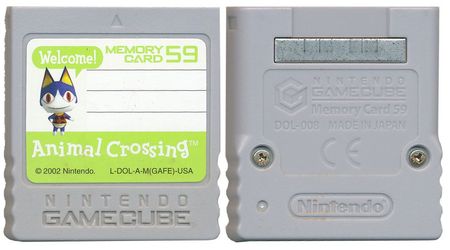 Welcome!
MEMORY
CARD 59
Animal Crossing™
© 2002 Nintendo. L-DOL-A-M(GAFE)-USA
NINTENDO
GAMECUBE
NINTENDO
GAMECUBE
Memory Card 59
DOL-008 MADE IN JAPAN
CE
Nintendo